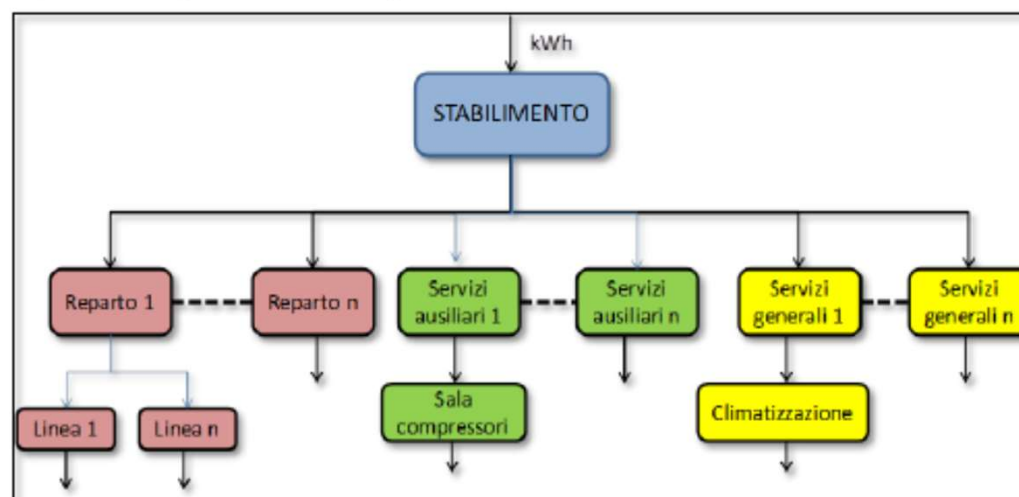 kWh
STABILIMENTO
Reparto 1
Reparto n
Servizi
ausiliari 1
Servizi
ausiliari n
Servizi
generali 1
Servizi
generali n
Linea 1
Linea n
Sala
compressori
Climatizzazione